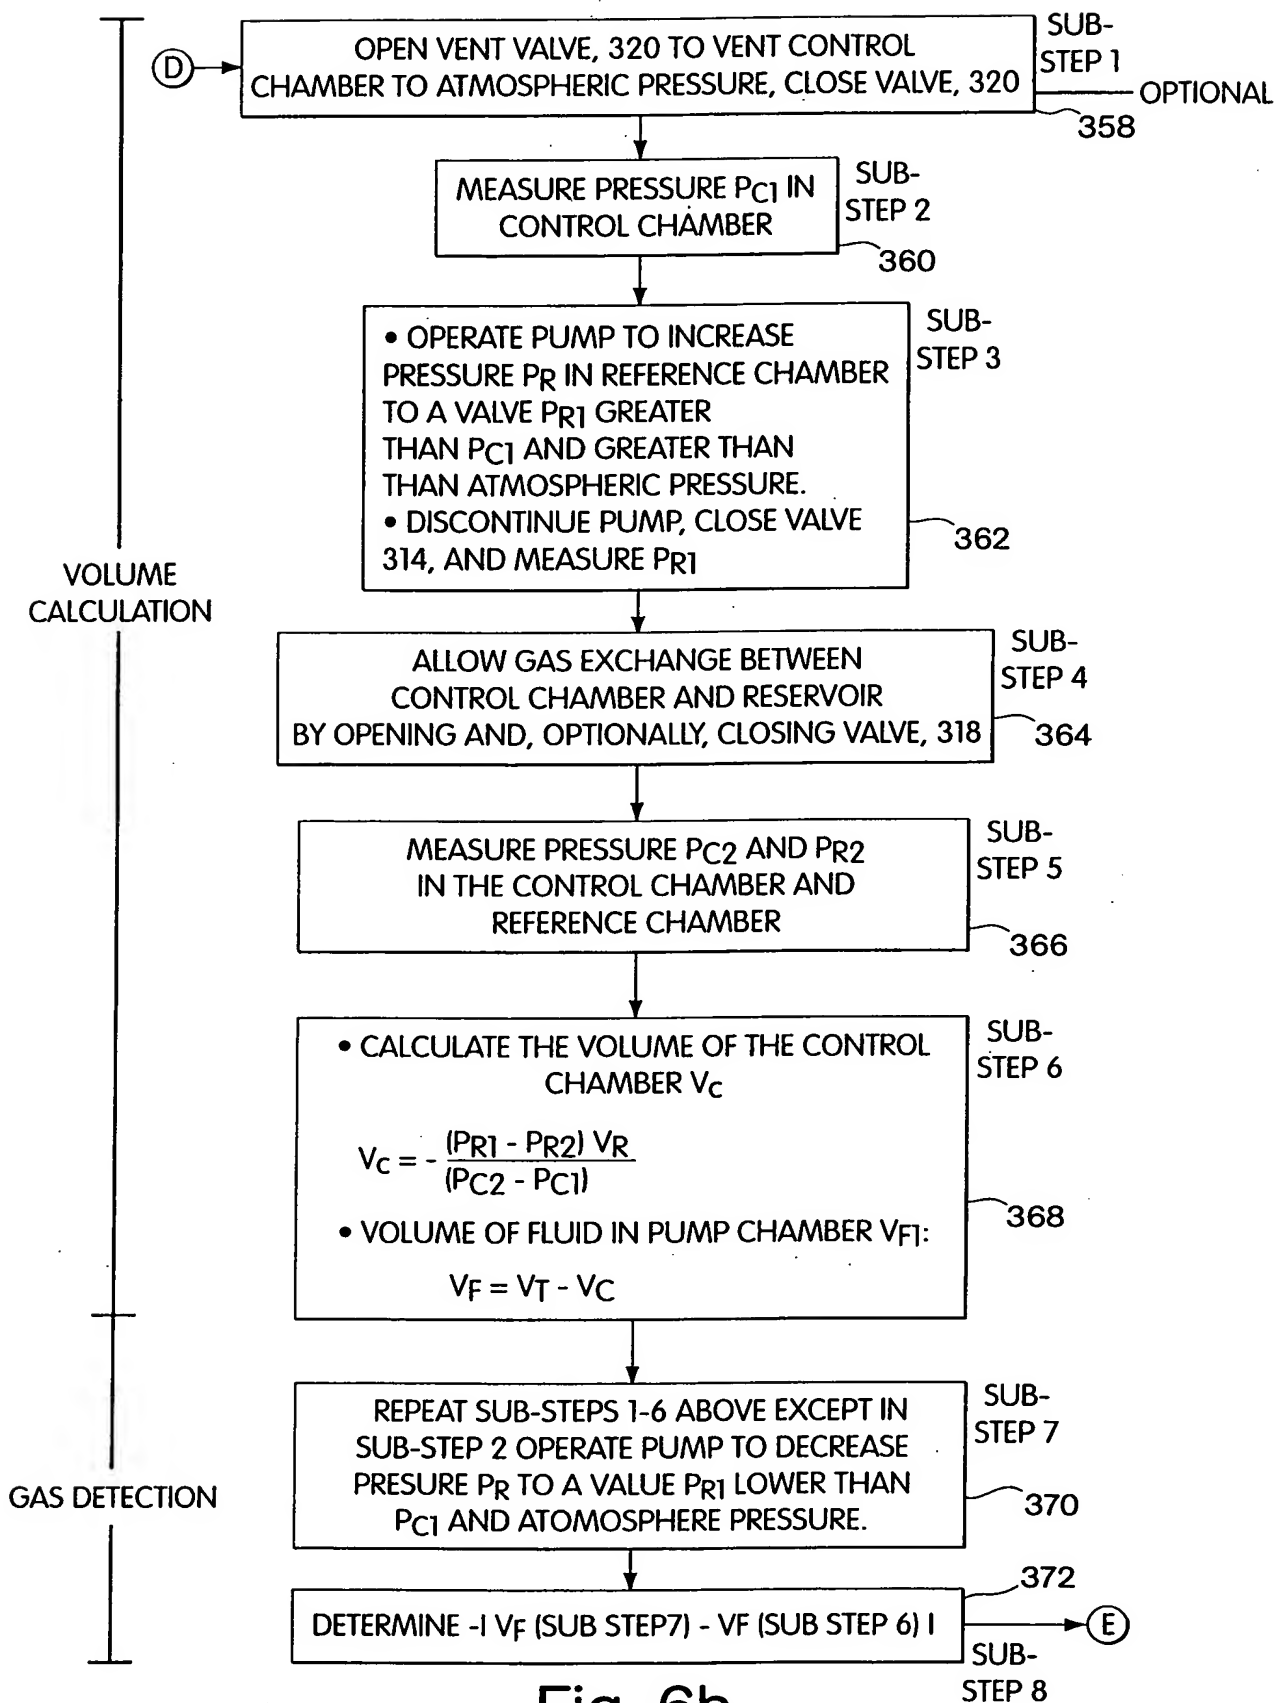 D
OPEN VENT VALVE, 320 TO VENT CONTROL
CHAMBER TO ATMOSPHERIC PRESSURE, CLOSE VALVE, 320
SUB-
STEP 1
OPTIONAL
358
MEASURE PRESSURE PC1 IN
CONTROL CHAMBER
SUB-
STEP 2
360
• OPERATE PUMP TO INCREASE
PRESSURE PR IN REFERENCE CHAMBER
TO A VALVE PR1 GREATER
THAN PC1 AND GREATER THAN
THAN ATMOSPHERIC PRESSURE.
• DISCONTINUE PUMP, CLOSE VALVE
314, AND MEASURE PR1
SUB-
STEP 3
362
VOLUME
CALCULATION
ALLOW GAS EXCHANGE BETWEEN
CONTROL CHAMBER AND RESERVOIR
BY OPENING AND, OPTIONALLY, CLOSING VALVE, 318
SUB-
STEP 4
364
MEASURE PRESSURE PC2 AND PR2
IN THE CONTROL CHAMBER AND
REFERENCE CHAMBER
SUB-
STEP 5
366
• CALCULATE THE VOLUME OF THE CONTROL
CHAMBER VC
VC = - (PR1 - PR2) VR
(PC2 - PC1)
• VOLUME OF FLUID IN PUMP CHAMBER VF1:
VF = VT - VC
SUB-
STEP 6
368
REPEAT SUB-STEPS 1-6 ABOVE EXCEPT IN
SUB-STEP 2 OPERATE PUMP TO DECREASE
PRESURE PR TO A VALUE PR1 LOWER THAN
PC1 AND ATOMOSPHERE PRESSURE.
SUB-
STEP 7
370
GAS DETECTION
DETERMINE -I VF (SUB STEP7) - VF (SUB STEP 6) I
372
E
SUB-
STEP 8
Fig. 6b